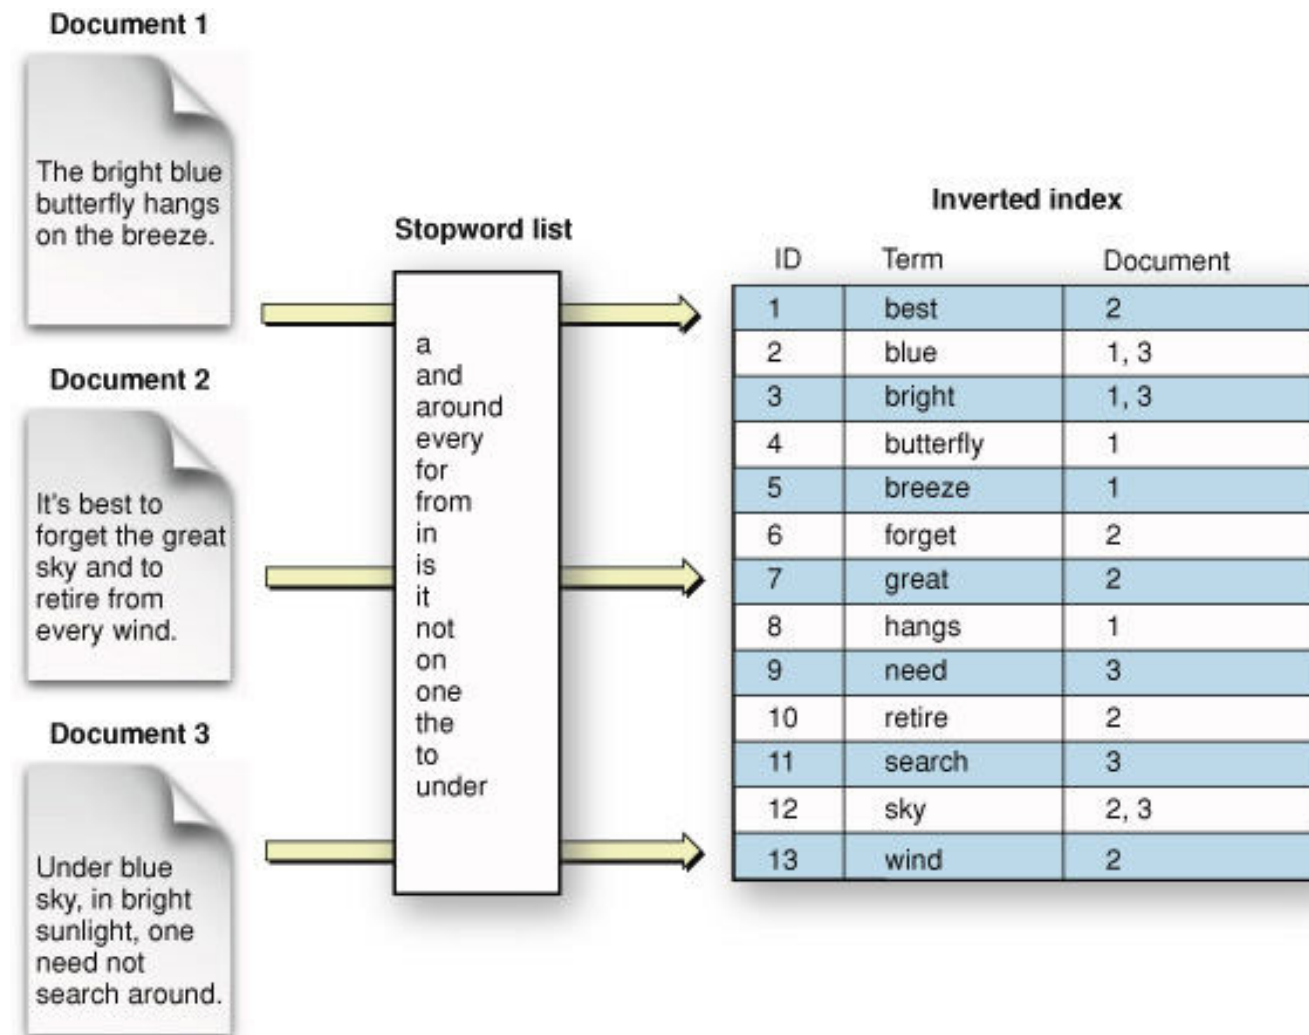 Document 1
The bright blue
butterfly hangs
on the breeze.
Document 2
It's best to
forget the great
sky and to
retire from
every wind.
Document 3
Under blue
sky, in bright
sunlight, one
need not
search around.
Stopword list
a
and
around
every
for
from
in
is
it
not
on
one
the
to
under
Inverted index
ID Term Document
1 best 2
2 blue 1, 3
3 bright 1, 3
4 butterfly 1
5 breeze 1
6 forget 2
7 great 2
8 hangs 1
9 need 3
10 retire 2
11 search 3
12 sky 2, 3
13 wind 2